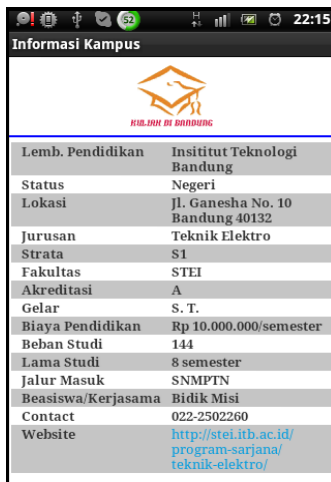 52 H 22:15
Informasi Kampus
KULIAH DI BANDUNG
Lemb. Pendidikan Insititut Teknologi
Bandung
Status Negeri
Lokasi Jl. Ganesha No. 10
Bandung 40132
Jurusan Teknik Elektro
Strata S1
Fakultas STEI
Akreditasi A
Gelar S. T.
Biaya Pendidikan Rp 10.000.000/semester
Beban Studi 144
Lama Studi 8 semester
Jalur Masuk SNMPTN
Beasiswa/Kerjasama Bidik Misi
Contact 022-2502260
Website http://stei.itb.ac.id/
program-sarjana/
teknik-elektro/